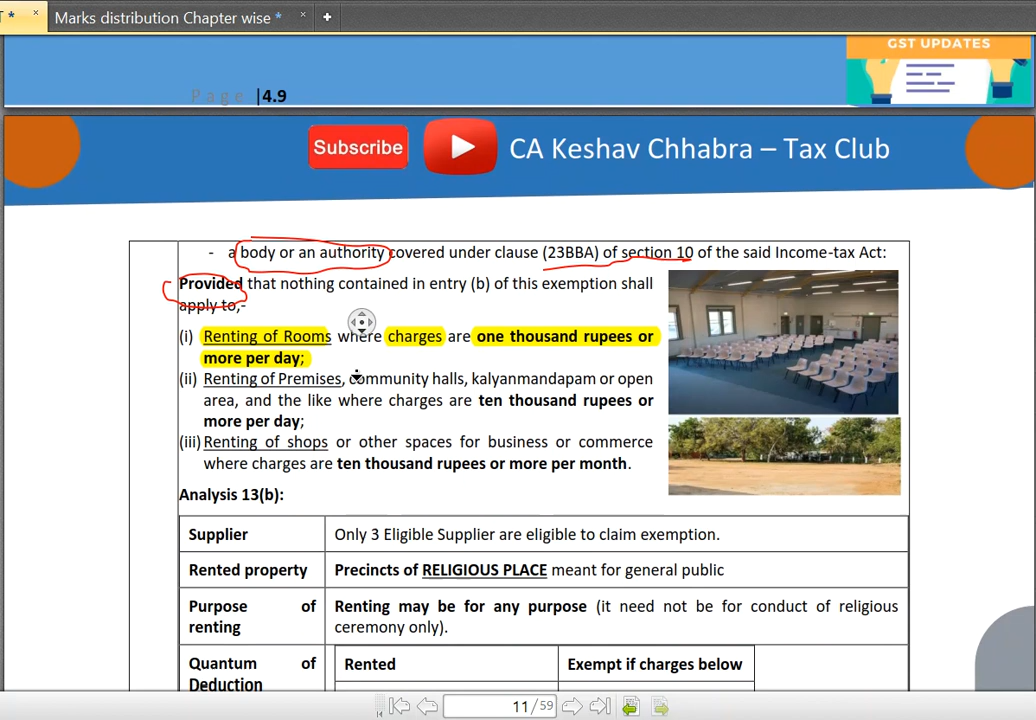 T *
Marks distribution Chapter wise *
GST UPDATES
Page |4.9
Subscribe
CA Keshav Chhabra – Tax Club
- a body or an authority covered under clause (23BBA) of section 10 of the said Income-tax Act:
Provided that nothing contained in entry (b) of this exemption shall
apply to,-
(i) Renting of Rooms where charges are one thousand rupees or
more per day;
(ii) Renting of Premises, community halls, kalyanmandapam or open
area, and the like where charges are ten thousand rupees or
more per day;
(iii) Renting of shops or other spaces for business or commerce
where charges are ten thousand rupees or more per month.
Analysis 13(b):
Supplier Only 3 Eligible Supplier are eligible to claim exemption.
Rented property Precincts of RELIGIOUS PLACE meant for general public
Purpose of Renting may be for any purpose (it need not be for conduct of religious
renting ceremony only).
Quantum of Rented Exempt if charges below
Deduction
11 / 59